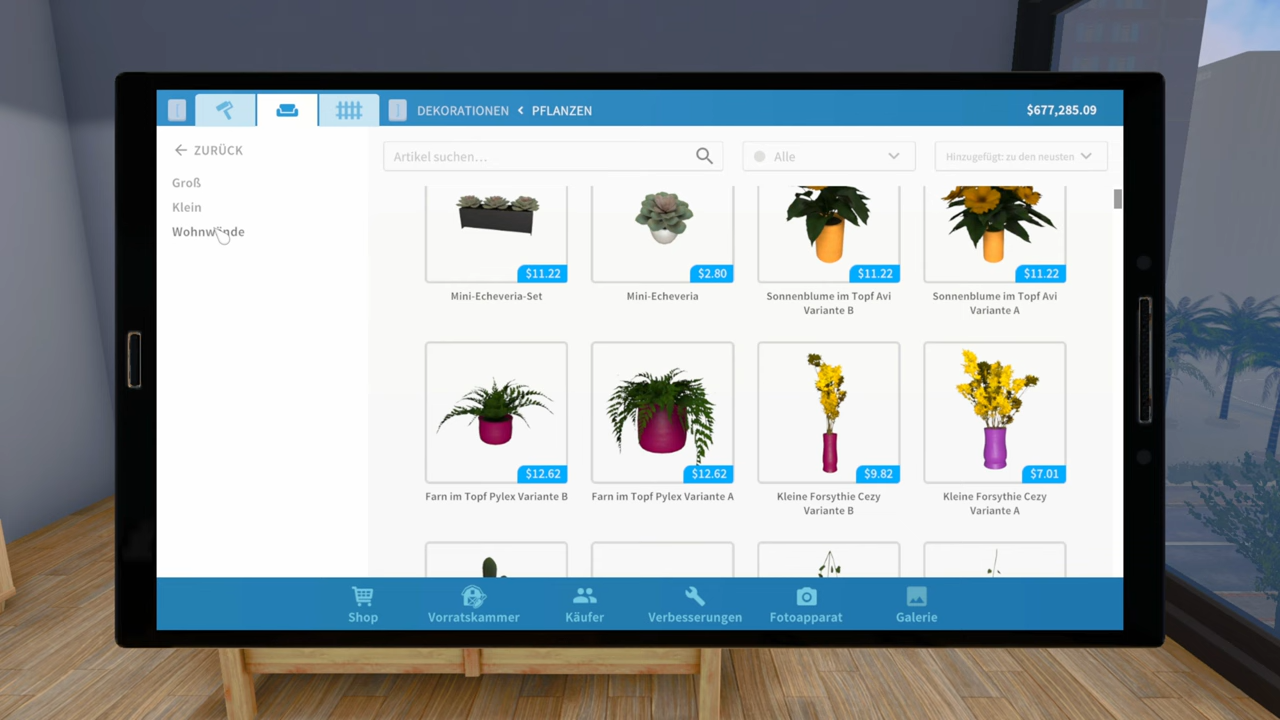 DEKORATIONEN < PFLANZEN
$677,285.09
← ZURÜCK
Groß
Klein
Wohnwände
Artikel suchen...
Alle
Hinzugefügt: zu den neusten
$11.22
$2.80
$11.22
$11.22
Mini-Echeveria-Set
Mini-Echeveria
Sonnenblume im Topf Avi
Variante B
Sonnenblume im Topf Avi
Variante A
$12.62
$12.62
$9.82
$7.01
Farn im Topf Pylex Variante B
Farn im Topf Pylex Variante A
Kleine Forsythie Cezy
Variante B
Kleine Forsythie Cezy
Variante A
Shop
Vorratskammer
Käufer
Verbesserungen
Fotoapparat
Galerie